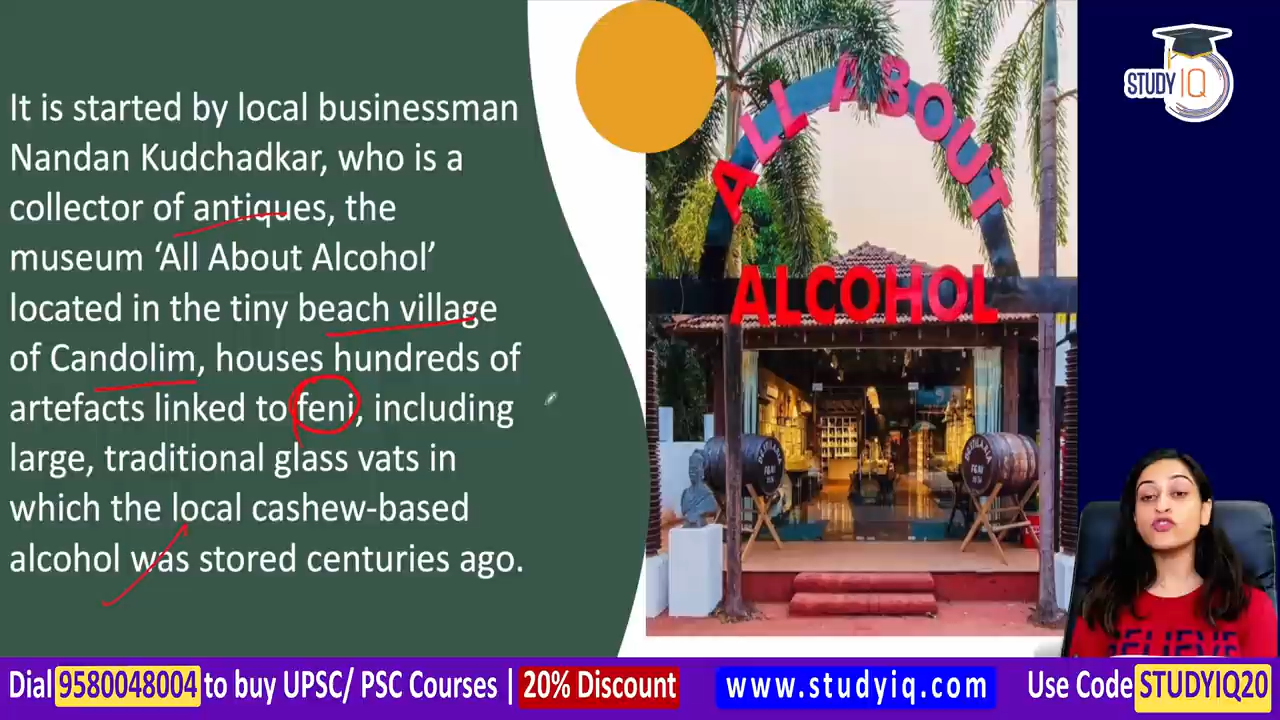 It is started by local businessman
Nandan Kudchadkar, who is a
collector of antiques, the
museum ‘All About Alcohol’
located in the tiny beach village
of Candolim, houses hundreds of
artefacts linked to feni, including
large, traditional glass vats in
which the local cashew-based
alcohol was stored centuries ago.
ALL ABOUT
ALCOHOL
FENI
FENI
STUDY IQ
BELIEVE
Dial 9580048004 to buy UPSC/ PSC Courses | 20% Discount
www.studyiq.com
Use Code STUDYIQ20